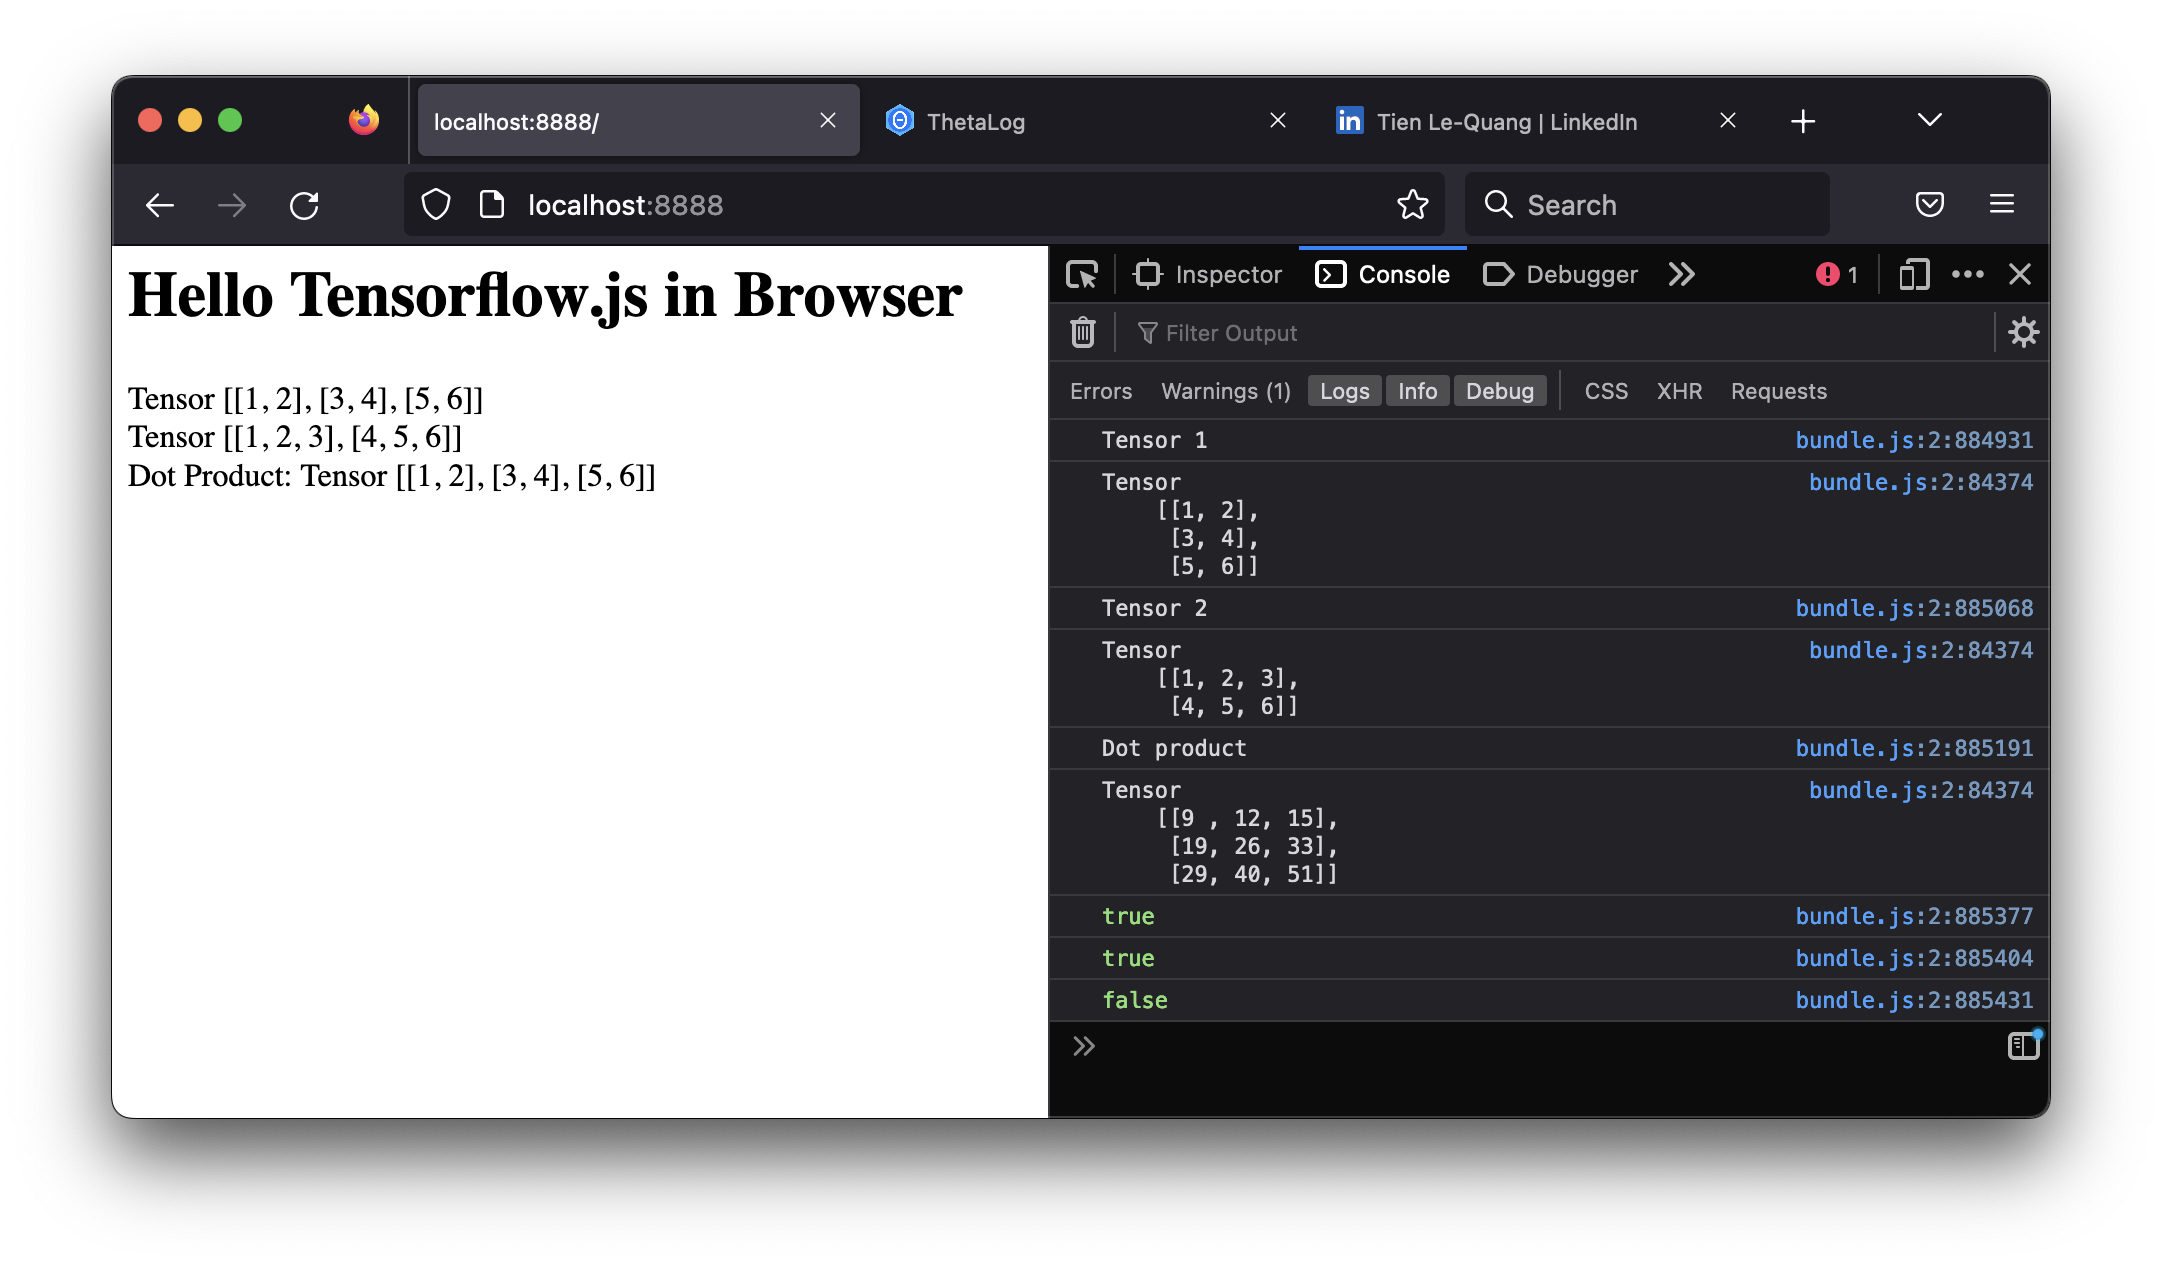 localhost:8888/
ThetaLog
in Tien Le-Quang | LinkedIn
localhost:8888
Search
Hello Tensorflow.js in Browser
Tensor [[1, 2], [3, 4], [5, 6]]
Tensor [[1, 2, 3], [4, 5, 6]]
Dot Product: Tensor [[1, 2], [3, 4], [5, 6]]
Inspector Console Debugger 1
Filter Output
Errors Warnings (1) Logs Info Debug CSS XHR Requests
Tensor 1 bundle.js:2:884931
Tensor bundle.js:2:84374
[[1, 2],
[3, 4],
[5, 6]]
Tensor 2 bundle.js:2:885068
Tensor bundle.js:2:84374
[[1, 2, 3],
[4, 5, 6]]
Dot product bundle.js:2:885191
Tensor bundle.js:2:84374
[[9 , 12, 15],
[19, 26, 33],
[29, 40, 51]]
true bundle.js:2:885377
true bundle.js:2:885404
false bundle.js:2:885431